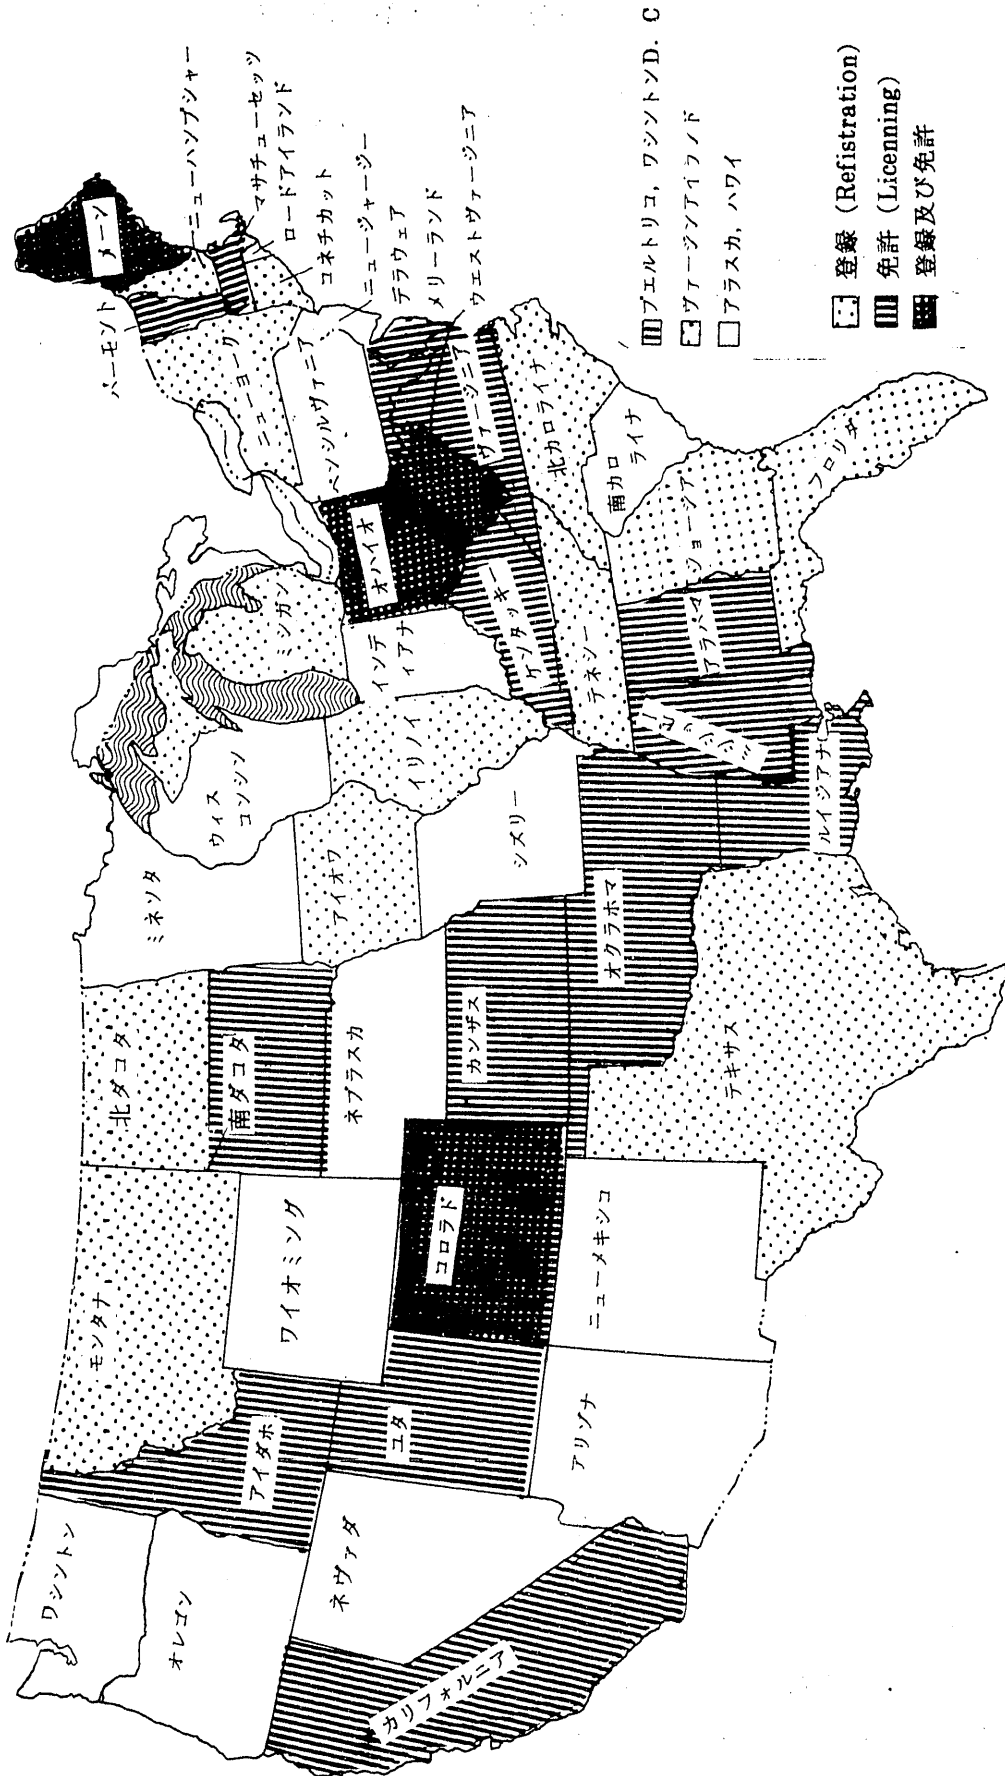 ワシントン
オレゴン
カリフォルニア
ネヴァダ
アイダホ
モンタナ
ワイオミング
ユタ
アリゾナ
コロラド
ニューメキシコ
北ダコタ
南ダコタ
ネブラスカ
カンザス
オクラホマ
テキサス
ミネソタ
アイオワ
シズリー
ルイジアナ
ウィス
コンシン
イリノイ
ミシガン
インデ
ィアナ
オハイオ
ケンタッキー
テネシー
アラバマ
ジョージア
フロリダ
南カロ
ライナ
北カロライナ
ヴァージニア
ペンシルヴァニア
ニューヨーク
バーモント
メーン
ニューハンプシャー
マサチューセッツ
ロードアイランド
コネチカット
ニュージャージー
デラウェア
メリーランド
ウエストヴァージニア
プエルトリコ, ワシントンD. C
ヴァージンアイランド
アラスカ, ハワイ
登録 (Refistration)
免許 (Licenning)
登録及び免許